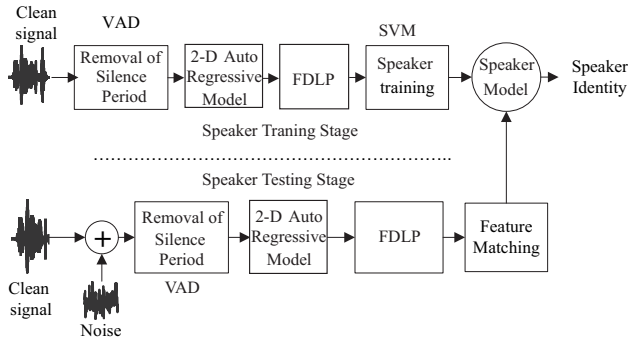 Clean
signal
VAD
SVM
Removal of
Silence
Period
2-D Auto
Regressive
Model
FDLP
Speaker
training
Speaker
Model
Speaker
Identity
Speaker Traning Stage
Speaker Testing Stage
Removal of
Silence
Period
2-D Auto
Regressive
Model
FDLP
Feature
Matching
+
VAD
Clean
signal
Noise